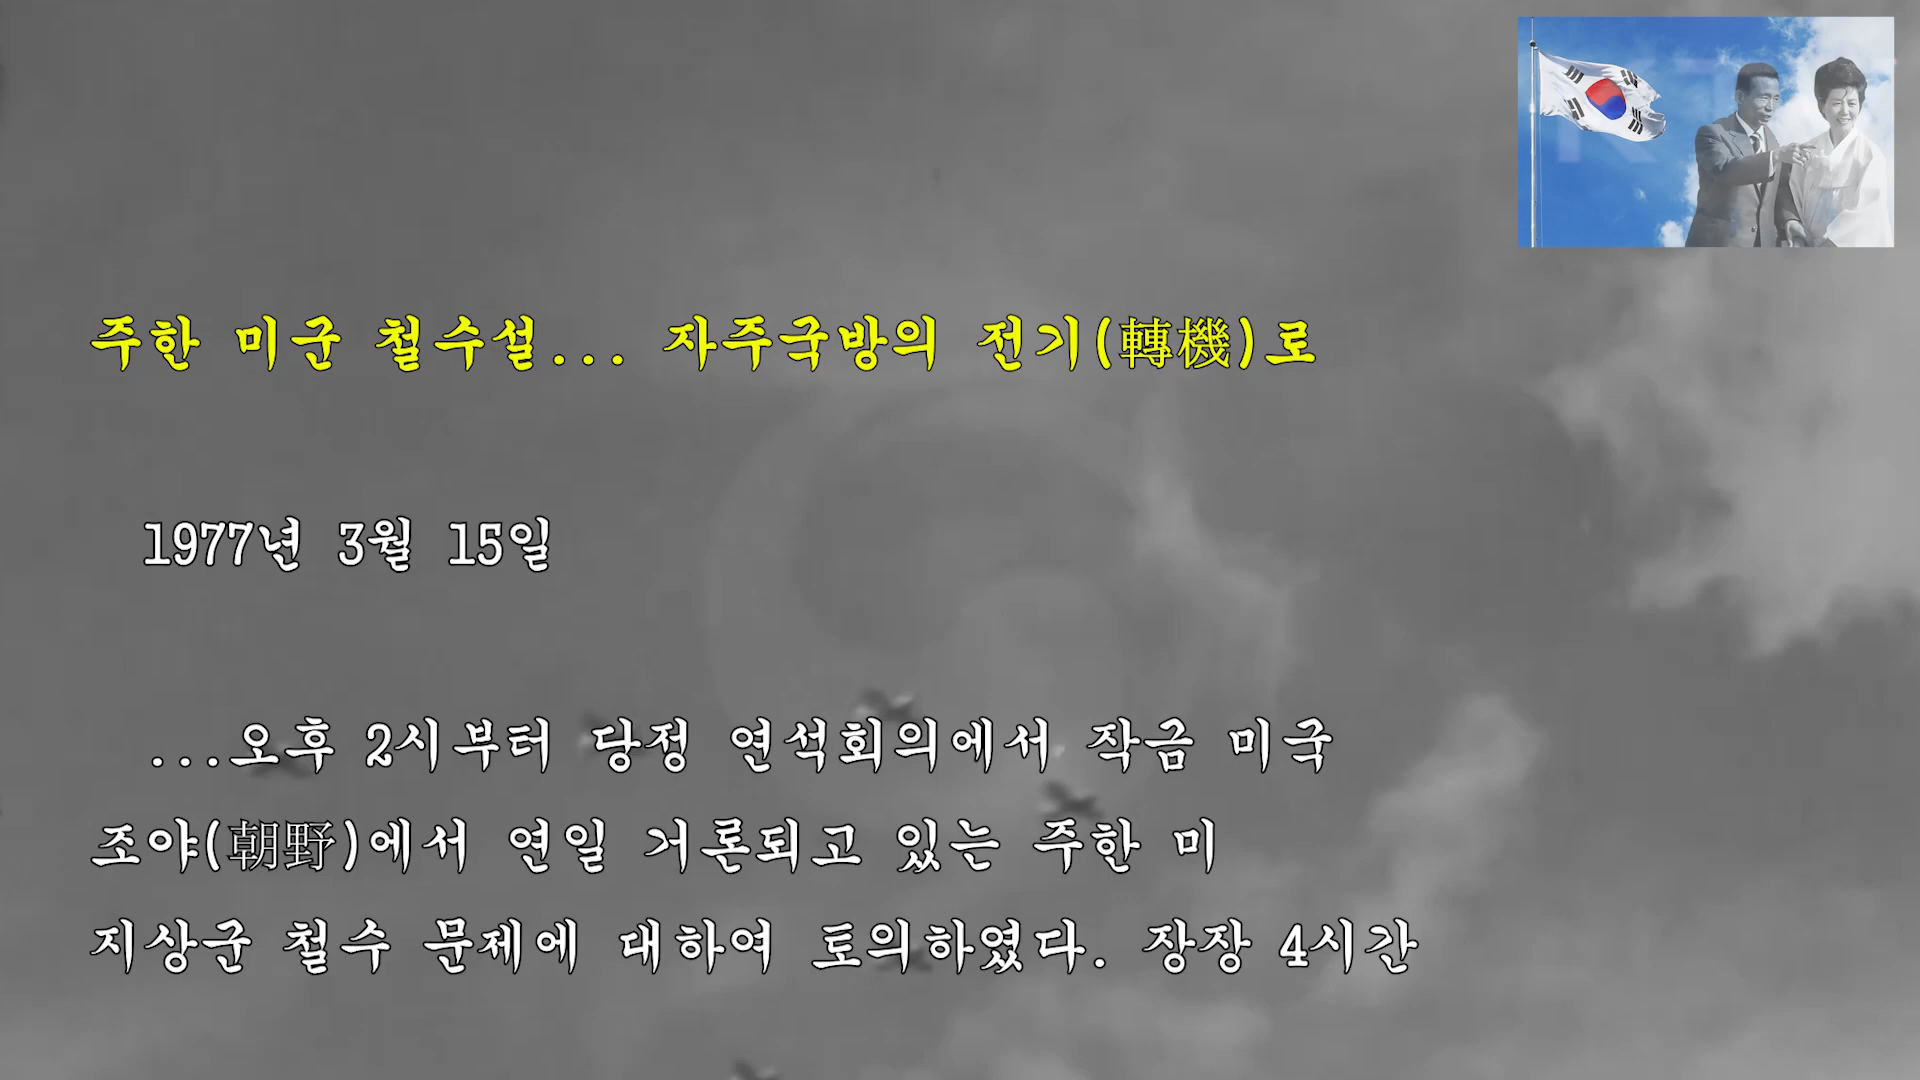 주한 미군 철수설... 자주국방의 전기(轉機)로
1977년 3월 15일
...오후 2시부터 당정 연석회의에서 작금 미국
조야(朝野)에서 연일 거론되고 있는 주한 미
지상군 철수 문제에 대하여 토의하였다. 장장 4시간